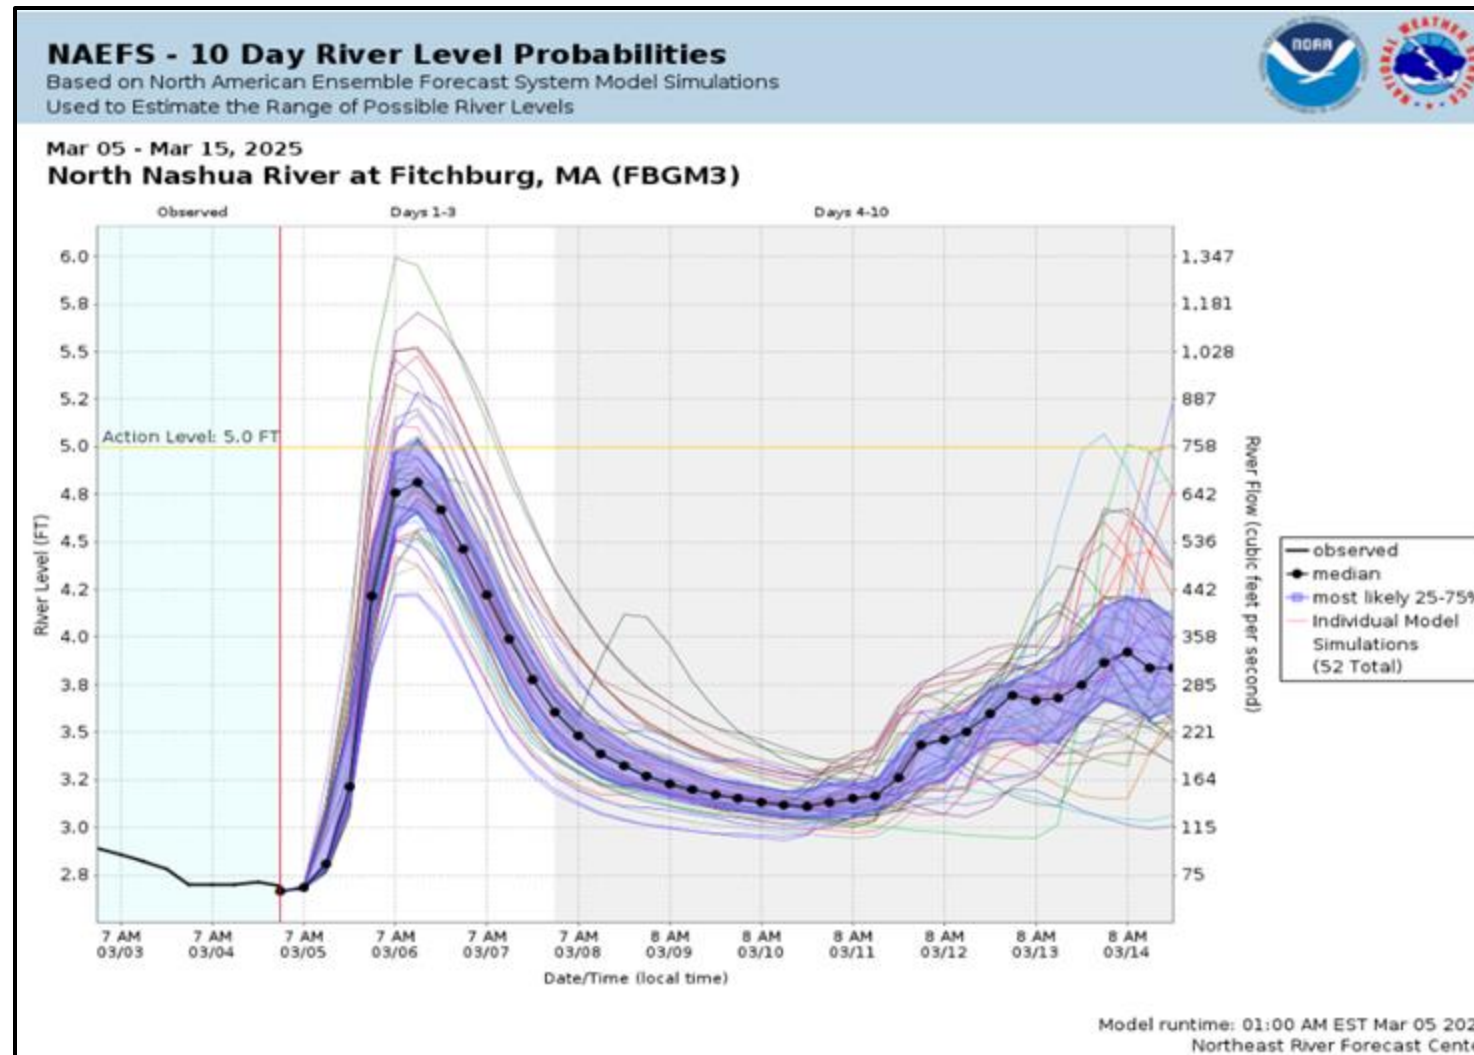 NAEFS - 10 Day River Level Probabilities
Based on North American Ensemble Forecast System Model Simulations
Used to Estimate the Range of Possible River Levels
NOAA
NATIONAL WEATHER
Mar 05 - Mar 15, 2025
North Nashua River at Fitchburg, MA (FBGM3)
Observed
Days 1-3
Days 4-10
6.0
5.8
5.5
5.2
5.0
4.8
4.5
4.2
4.0
3.8
3.5
3.2
3.0
2.8
River Level (FT)
Action Level: 5.0 FT
1,347
1,181
1,028
887
758
642
536
442
358
285
221
164
115
75
River Flow (cubic feet per second)
observed
median
most likely 25-75%
Individual Model
Simulations
(52 Total)
7 AM 7 AM 7 AM 7 AM 7 AM 7 AM 8 AM 8 AM 8 AM 8 AM 8 AM 8 AM
03/03 03/04 03/05 03/06 03/07 03/08 03/09 03/10 03/11 03/12 03/13 03/14
Date/Time (local time)
Model runtime: 01:00 AM EST Mar 05 202
Northeast River Forecast Cente